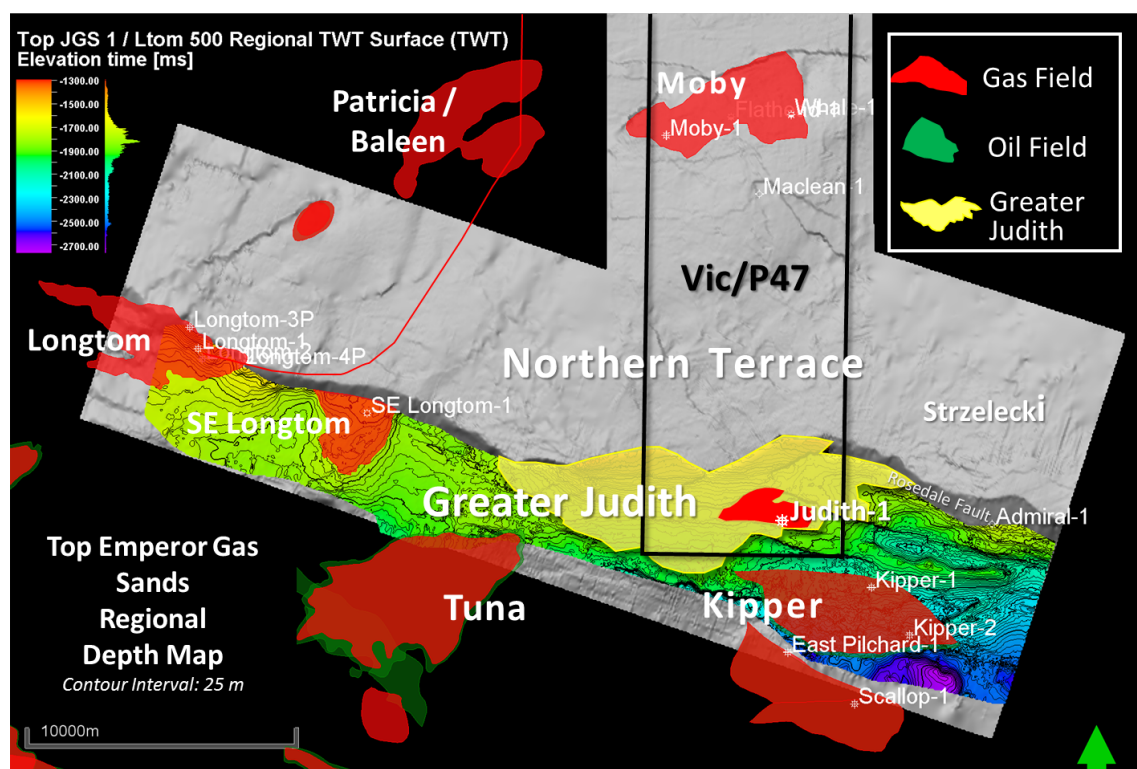 Top JGS 1 / Ltom 500 Regional TWT Surface (TWT)
Elevation time [ms]
-1300.00
-1500.00
-1700.00
-1900.00
-2100.00
-2300.00
-2500.00
-2700.00
Patricia /
Baleen
Moby
Whale-1
Moby-1
Maclean-1
Gas Field
Oil Field
Greater
Judith
Vic/P47
Northern Terrace
Strzelecki
Longtom
Longtom-3P
Longtom-1
Longtom-4P
SE Longtom-1
SE Longtom
Greater Judith
Judith-1
Rosedale Fault
Admiral-1
Top Emperor Gas
Sands
Regional
Depth Map
Contour Interval: 25 m
Tuna
Kipper
Kipper-1
Kipper-2
East Pilchard-1
Scallop-1
10000m